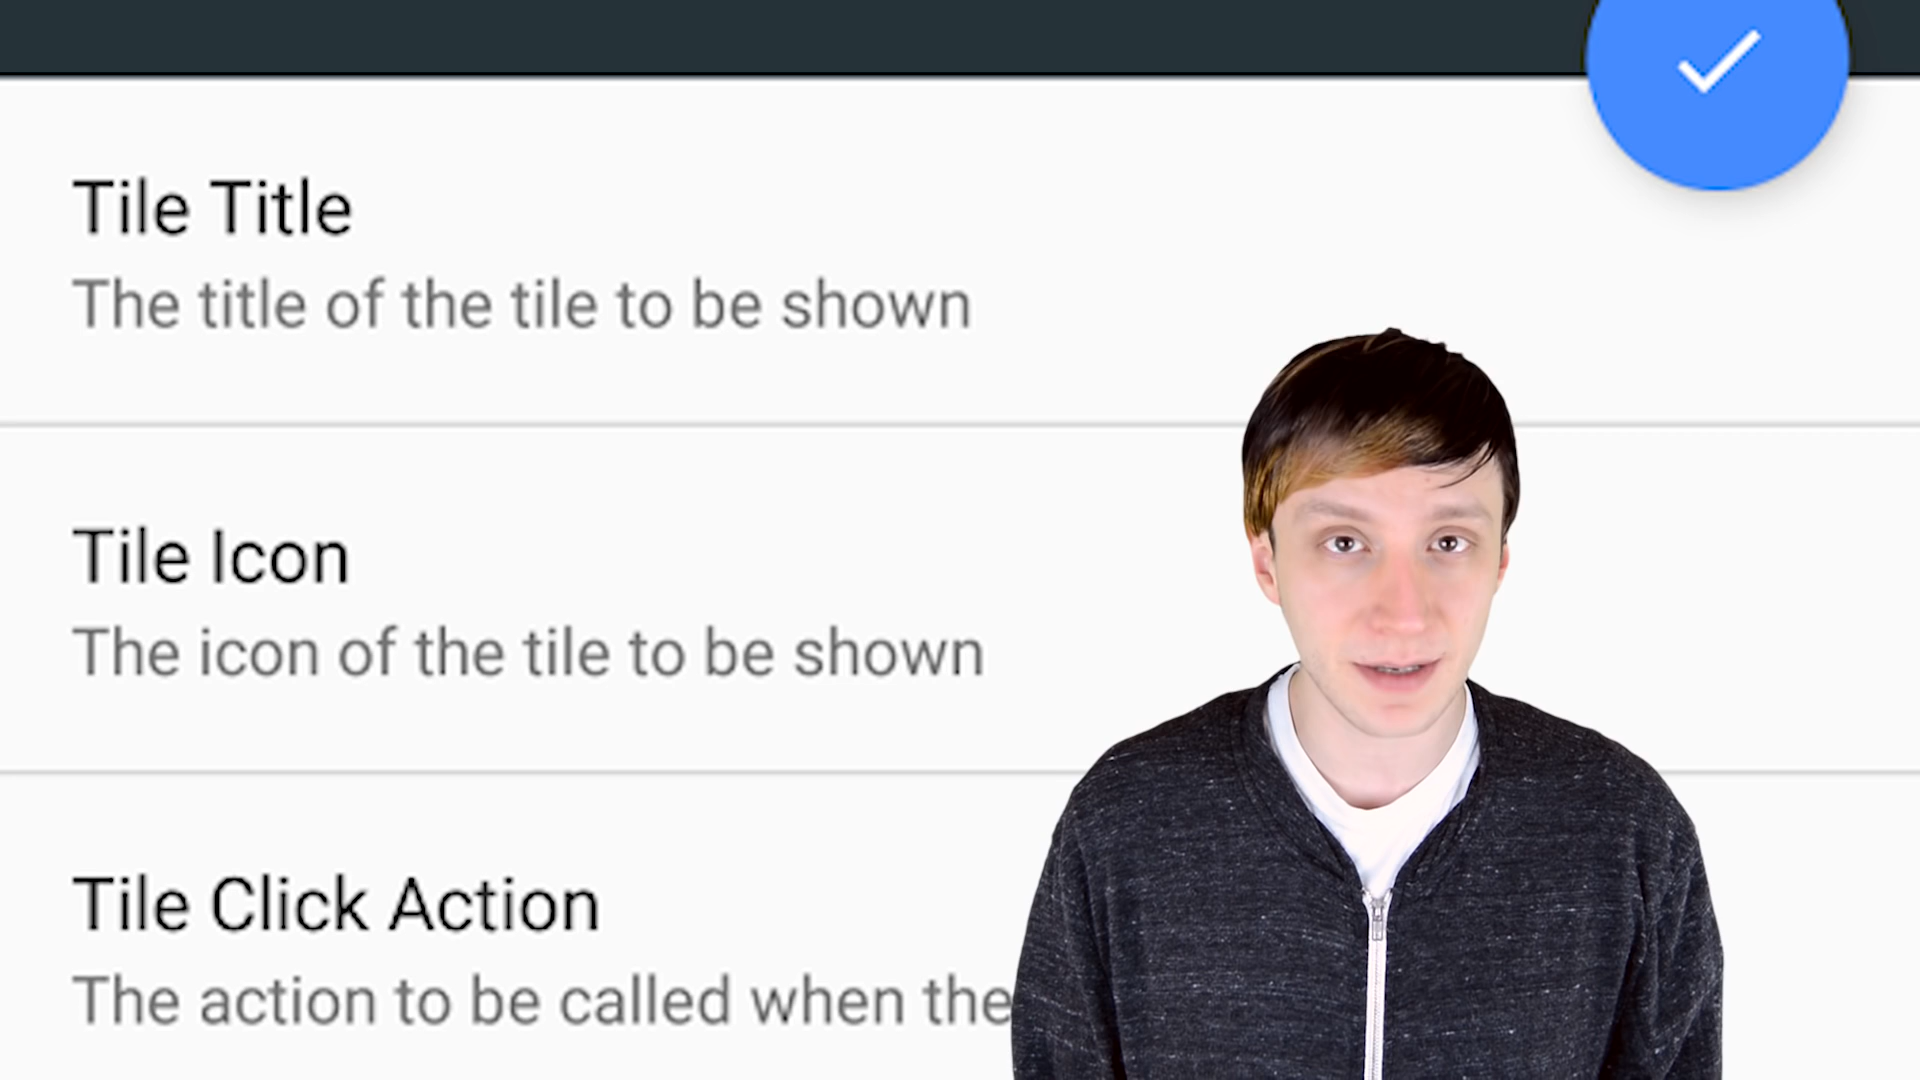 Tile Title
The title of the tile to be shown
Tile Icon
The icon of the tile to be shown
Tile Click Action
The action to be called when the